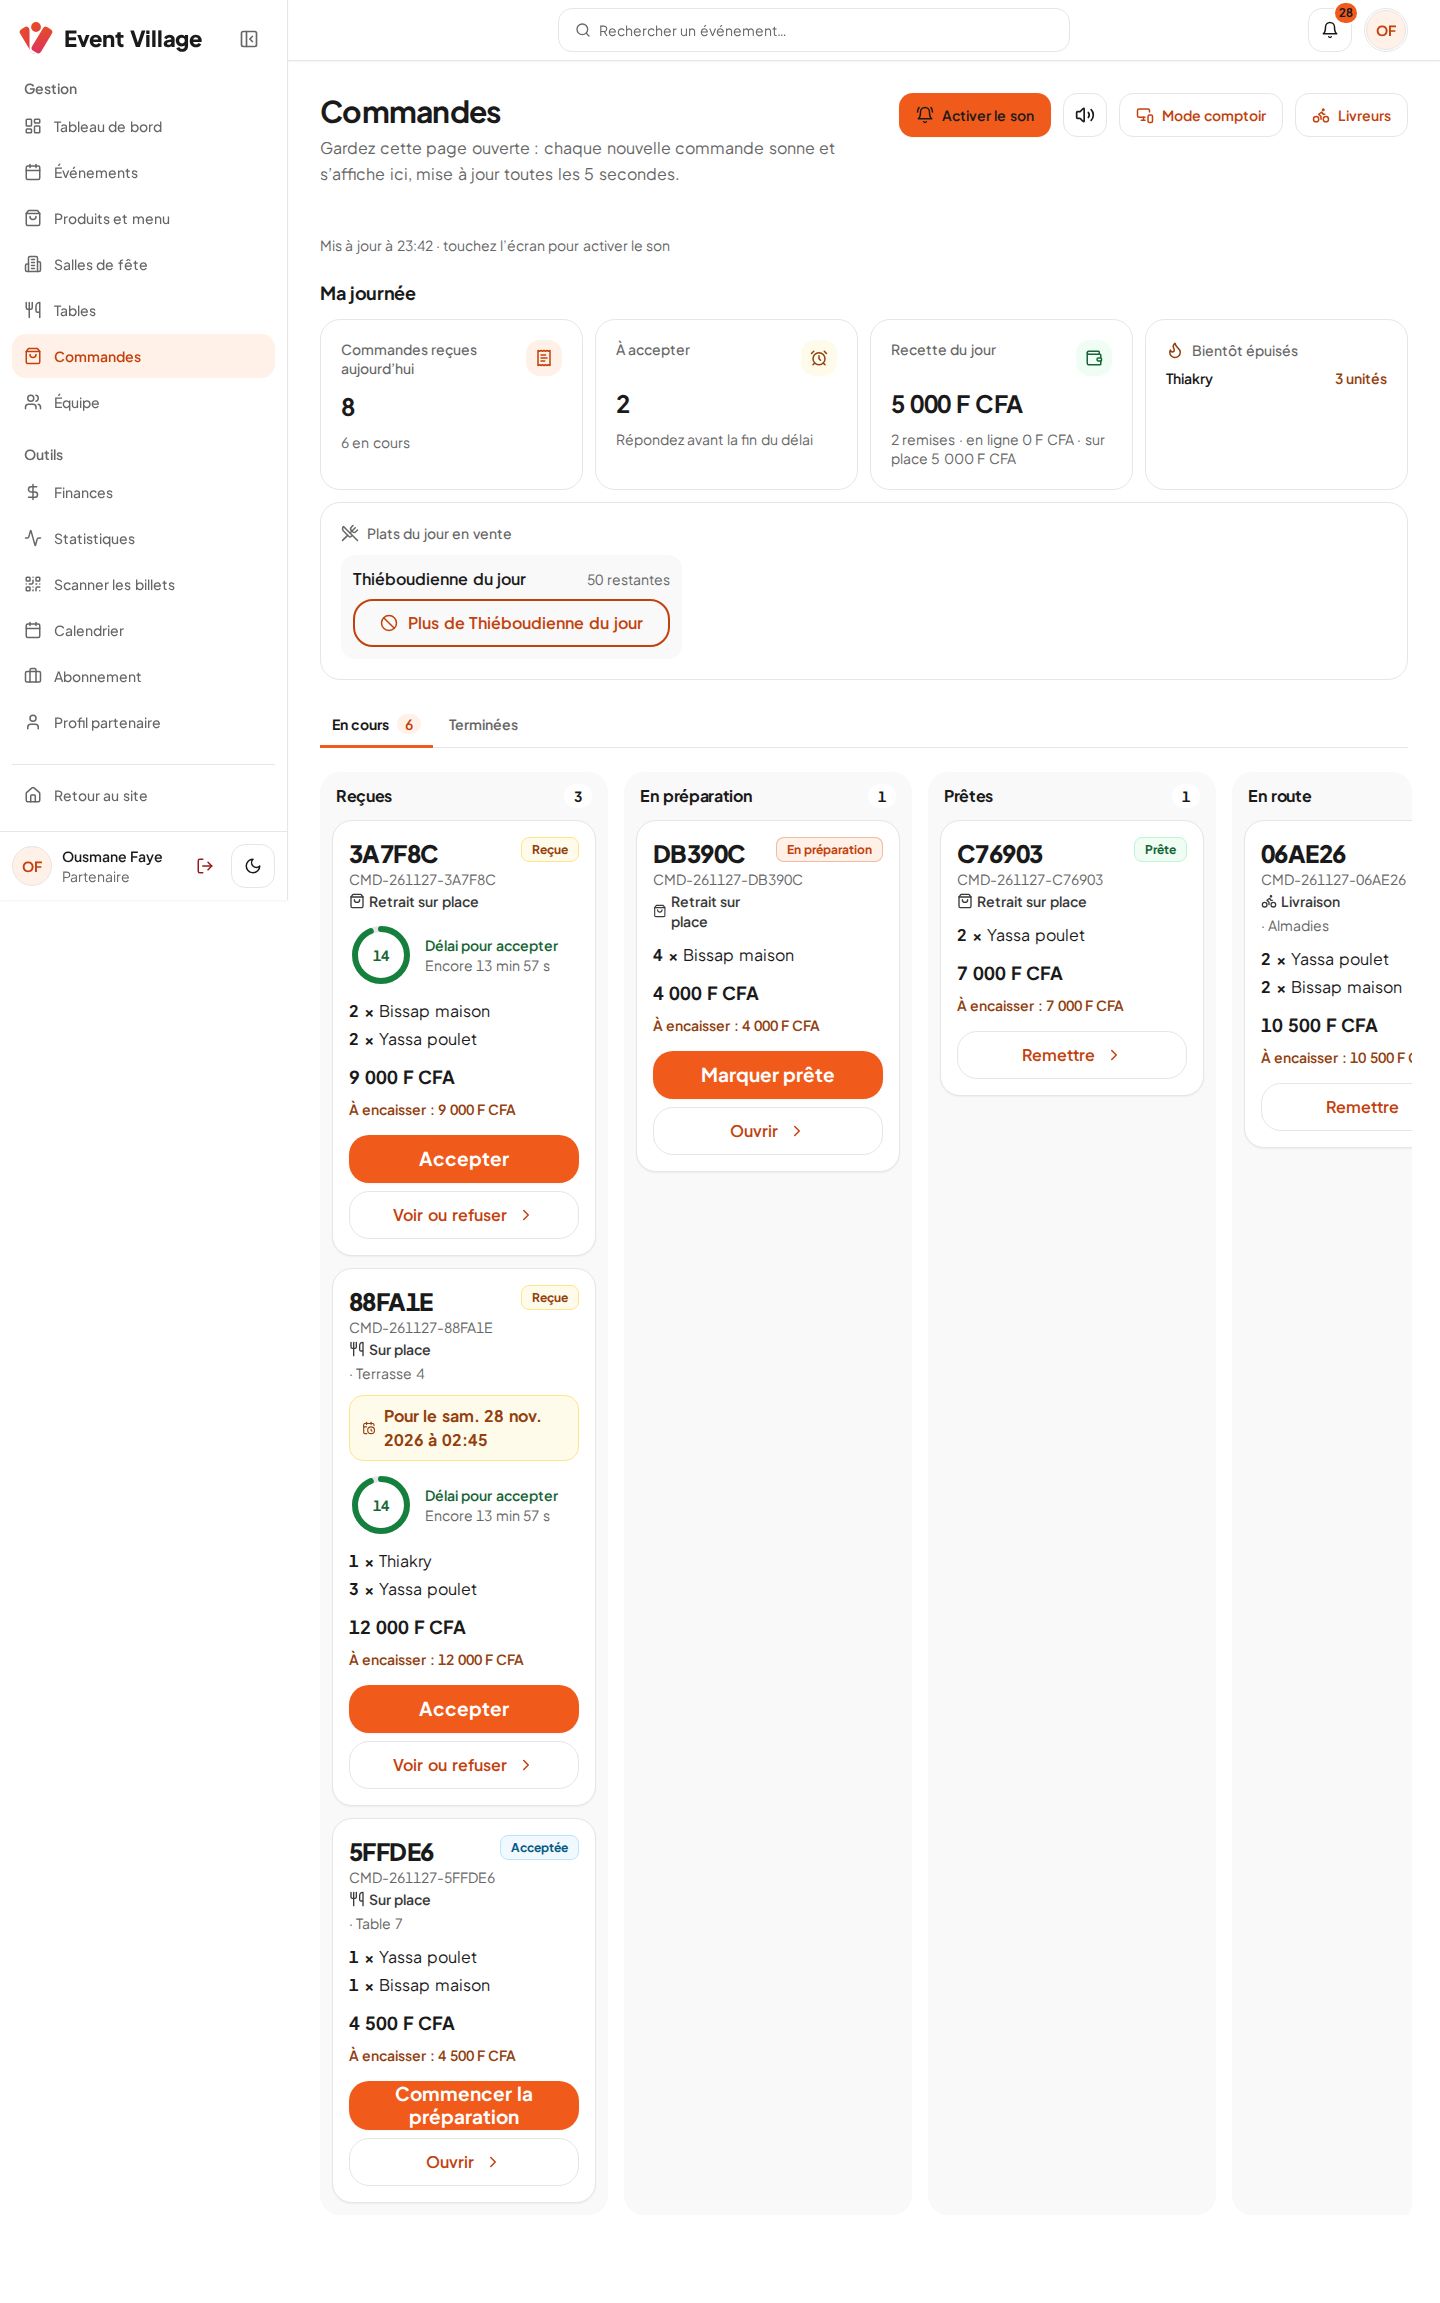 Event Village
Gestion
Tableau de bord
Événements
Produits et menu
Salles de fête
Tables
Commandes
Équipe
Outils
Finances
Statistiques
Scanner les billets
Calendrier
Abonnement
Profil partenaire
Retour au site
OF
Ousmane Faye
Partenaire
Rechercher un événement…
28
OF
Commandes
Gardez cette page ouverte : chaque nouvelle commande sonne et
s’affiche ici, mise à jour toutes les 5 secondes.
Activer le son
Mode comptoir
Livreurs
Mis à jour à 23:42 · touchez l’écran pour activer le son
Ma journée
Commandes reçues
aujourd’hui
8
6 en cours
À accepter
2
Répondez avant la fin du délai
Recette du jour
5 000 F CFA
2 remises · en ligne 0 F CFA · sur
place 5 000 F CFA
Bientôt épuisés
Thiakry 3 unités
Plats du jour en vente
Thiéboudienne du jour 50 restantes
Plus de Thiéboudienne du jour
En cours 6
Terminées
Reçues 3
3A7F8C Reçue
CMD-261127-3A7F8C
Retrait sur place
14
Délai pour accepter
Encore 13 min 57 s
2 × Bissap maison
2 × Yassa poulet
9 000 F CFA
À encaisser : 9 000 F CFA
Accepter
Voir ou refuser
88FA1E Reçue
CMD-261127-88FA1E
Sur place
· Terrasse 4
Pour le sam. 28 nov.
2026 à 02:45
14
Délai pour accepter
Encore 13 min 57 s
1 × Thiakry
3 × Yassa poulet
12 000 F CFA
À encaisser : 12 000 F CFA
Accepter
Voir ou refuser
5FFDE6 Acceptée
CMD-261127-5FFDE6
Sur place
· Table 7
1 × Yassa poulet
1 × Bissap maison
4 500 F CFA
À encaisser : 4 500 F CFA
Commencer la
préparation
Ouvrir
En préparation 1
DB390C En préparation
CMD-261127-DB390C
Retrait sur
place
4 × Bissap maison
4 000 F CFA
À encaisser : 4 000 F CFA
Marquer prête
Ouvrir
Prêtes 1
C76903 Prête
CMD-261127-C76903
Retrait sur place
2 × Yassa poulet
7 000 F CFA
À encaisser : 7 000 F CFA
Remettre
En route
06AE26
CMD-261127-06AE26
Livraison
· Almadies
2 × Yassa poulet
2 × Bissap maison
10 500 F CFA
À encaisser : 10 500 F
Remettre